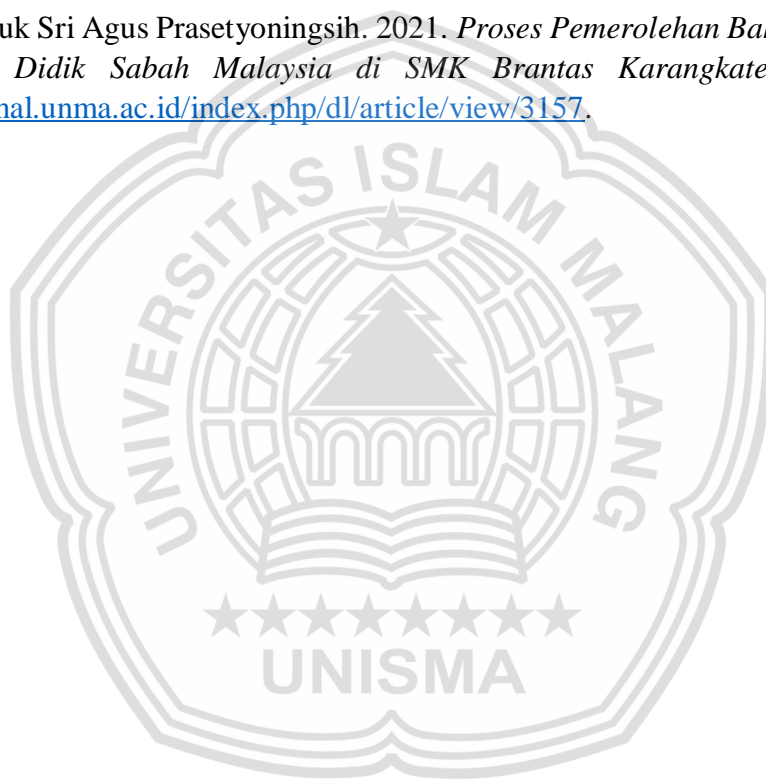 uk Sri Agus Prasetyoningsih. 2021. Proses Pemerolehan Bah
Didik Sabah Malaysia di SMK Brantas Karangkate
nal.unma.ac.id/index.php/dl/article/view/3157.
UNIVERSITAS ISLAM MALANG
UNISMA